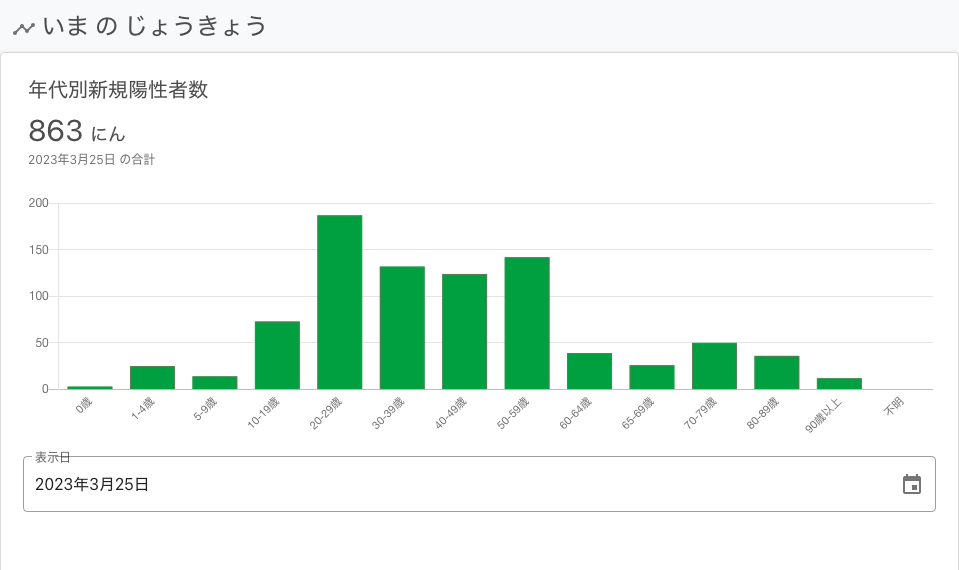 いま の じょうきょう
年代別新規陽性者数
863 にん
2023年3月25日 の合計
200
150
100
50
0
0歳
1-4歳
5-9歳
10-19歳
20-29歳
30-39歳
40-49歳
50-59歳
60-64歳
65-69歳
70-79歳
80-89歳
90歳以上
不明
表示日
2023年3月25日